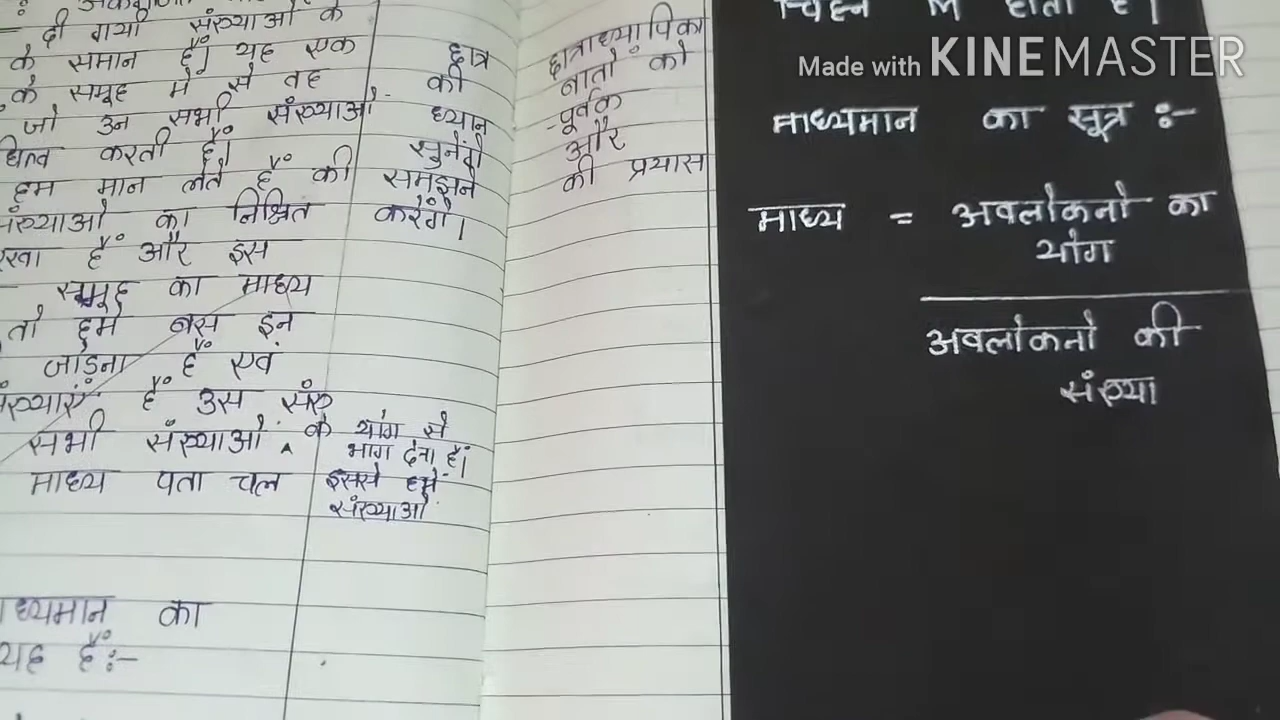 दी गयी संख्याओ के
के समान है। यह एक
के समूह में से वह
जो उन सभी संख्याओ
करती है।
हम मान लेते हैं की
संख्याओ का निश्चित
रखा हैं और इस
समूह का माध्य
तो हमे बस इन
जोड़ना हैं एवं
संख्याएं हैं उस संख
सभी संख्याओ के योग से
भाग देना है।
माध्य पता चल इससे हमें
संख्याओं
माध्यमान का
यह हैं:-
छात्र छात्राध्यापिका
की बातो को
ध्यान -पूर्वक
सुनेंगे और
समझने की प्रयास
करेंगे।
चिह्न M होता है।
Made with KINEMASTER
माध्यमान का सूत्र :-
माध्य = अवलोकनो का
योग
अवलोकनो की
संख्या